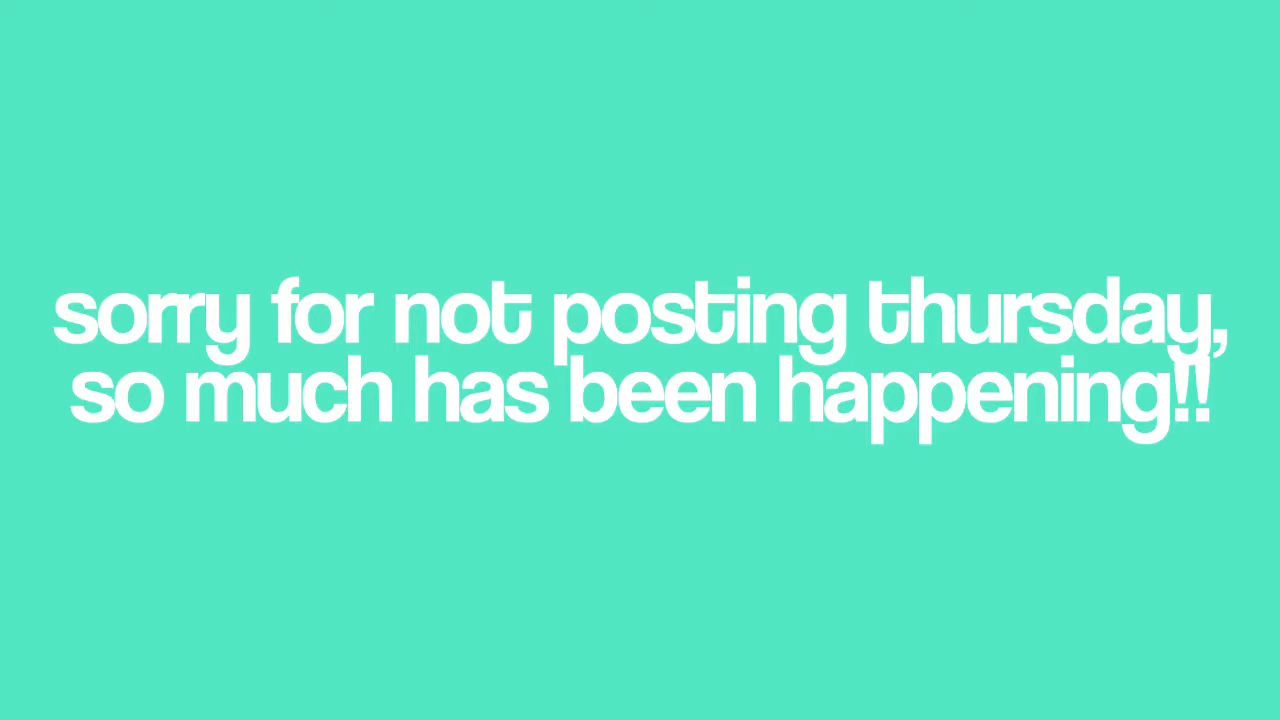 sorry for not posting thursday,
so much has been happening!!